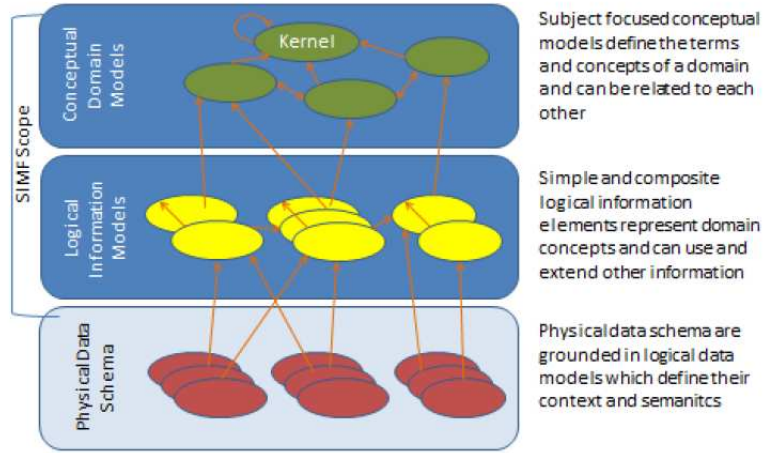 SIMF Scope
Conceptual
Domain
Models
Kernel
Subject focused conceptual
models define the terms
and concepts of a domain
and can be related to each
other
Logical
Information
Models
Simple and composite
logical information
elements represent domain
concepts and can use and
extend other information
Physical Data
Schema
Physical data schema are
grounded in logical data
models which define their
context and semanitcs